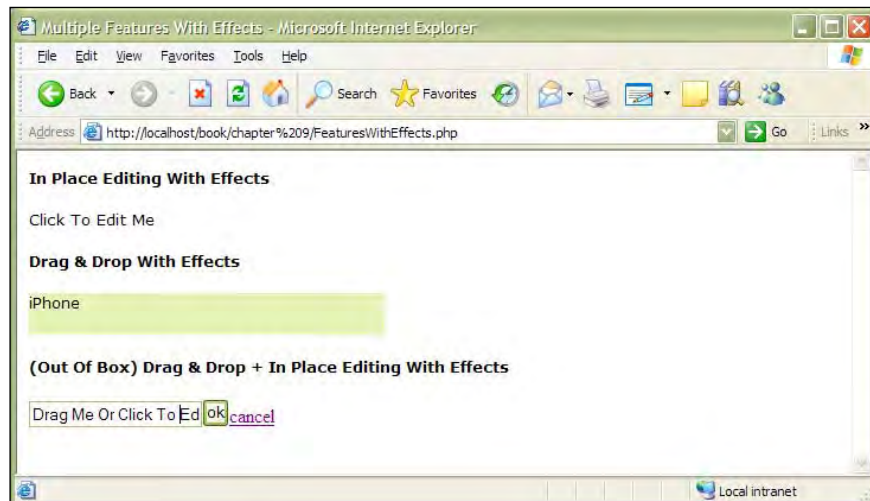 Multiple Features With Effects - Microsoft Internet Explorer
File Edit View Favorites Tools Help
Back Search Favorites
Address http://localhost/book/chapter%209/FeaturesWithEffects.php Go Links »
In Place Editing With Effects
Click To Edit Me
Drag & Drop With Effects
iPhone
(Out Of Box) Drag & Drop + In Place Editing With Effects
Drag Me Or Click To Ed ok cancel
Local intranet